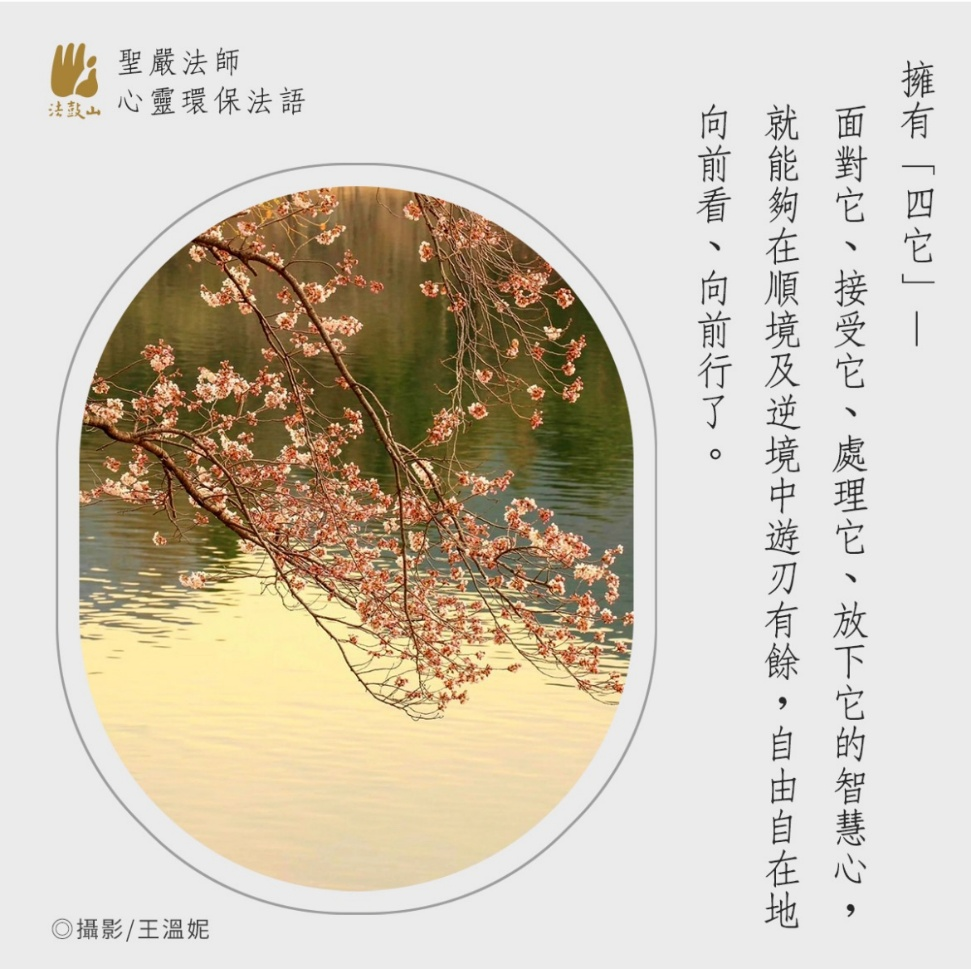 法鼓山
聖嚴法師
心靈環保法語
擁有「四它」—
面對它、接受它、處理它、放下它的智慧心，
就能夠在順境及逆境中遊刃有餘，自由自在地
向前看、向前行了。
◎攝影/王溫妮